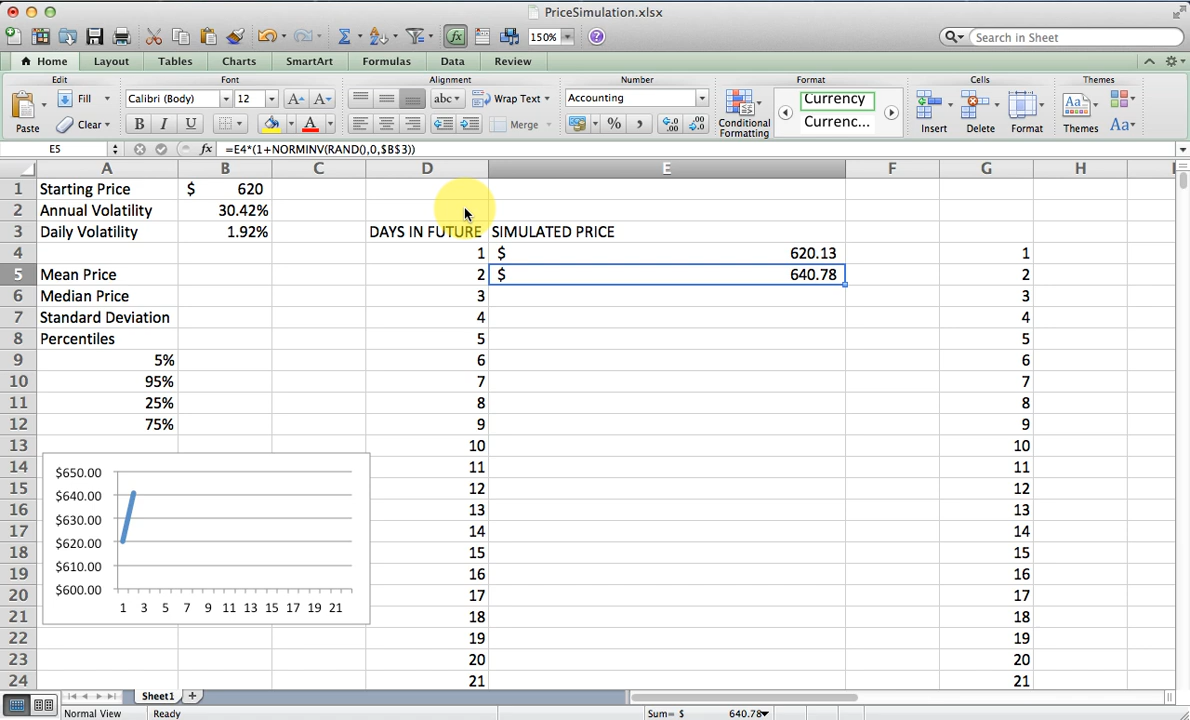 PriceSimulation.xlsx
150%
Search in Sheet
Home Layout Tables Charts SmartArt Formulas Data Review
Edit Font Alignment Number Format Cells Themes
Paste Fill Clear
Calibri (Body) 12 A A
B I U A
abc Wrap Text
Merge
Accounting
% ,
Conditional Formatting
Currency
Currenc...
Insert Delete Format
Themes Aa
E5 fx =E4*(1+NORMINV(RAND(),0,$B$3))
A B C D E F G H
1 Starting Price $ 620
2 Annual Volatility 30.42%
3 Daily Volatility 1.92% DAYS IN FUTURE SIMULATED PRICE
4 1 $ 620.13 1
5 Mean Price 2 $ 640.78 2
6 Median Price 3 3
7 Standard Deviation 4 4
8 Percentiles 5 5
9 5% 6 6
10 95% 7 7
11 25% 8 8
12 75% 9 9
13 10 10
14 11 11
15 12 12
16 13 13
17 14 14
18 15 15
19 16 16
20 17 17
21 18 18
22 19 19
23 20 20
24 21 21
$650.00
$640.00
$630.00
$620.00
$610.00
$600.00
1 3 5 7 9 11 13 15 17 19 21
Sheet1
Normal View Ready Sum= $ 640.78